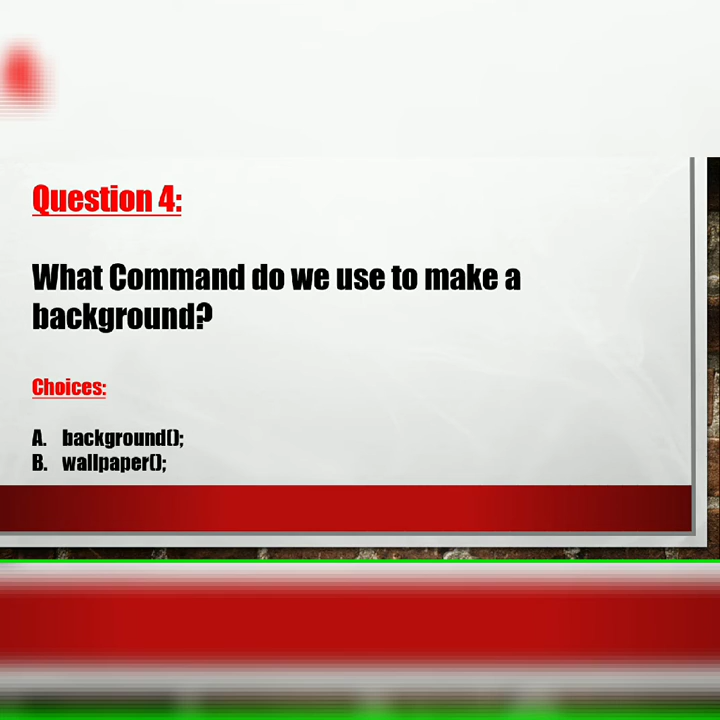 Question 4:
What Command do we use to make a
background?
Choices:
A. background();
B. wallpaper();